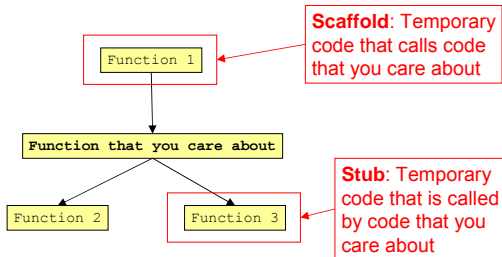 Scaffold: Temporary
code that calls code
that you care about
Function 1
Function that you care about
Stub: Temporary
code that is called
by code that you
care about
Function 2
Function 3